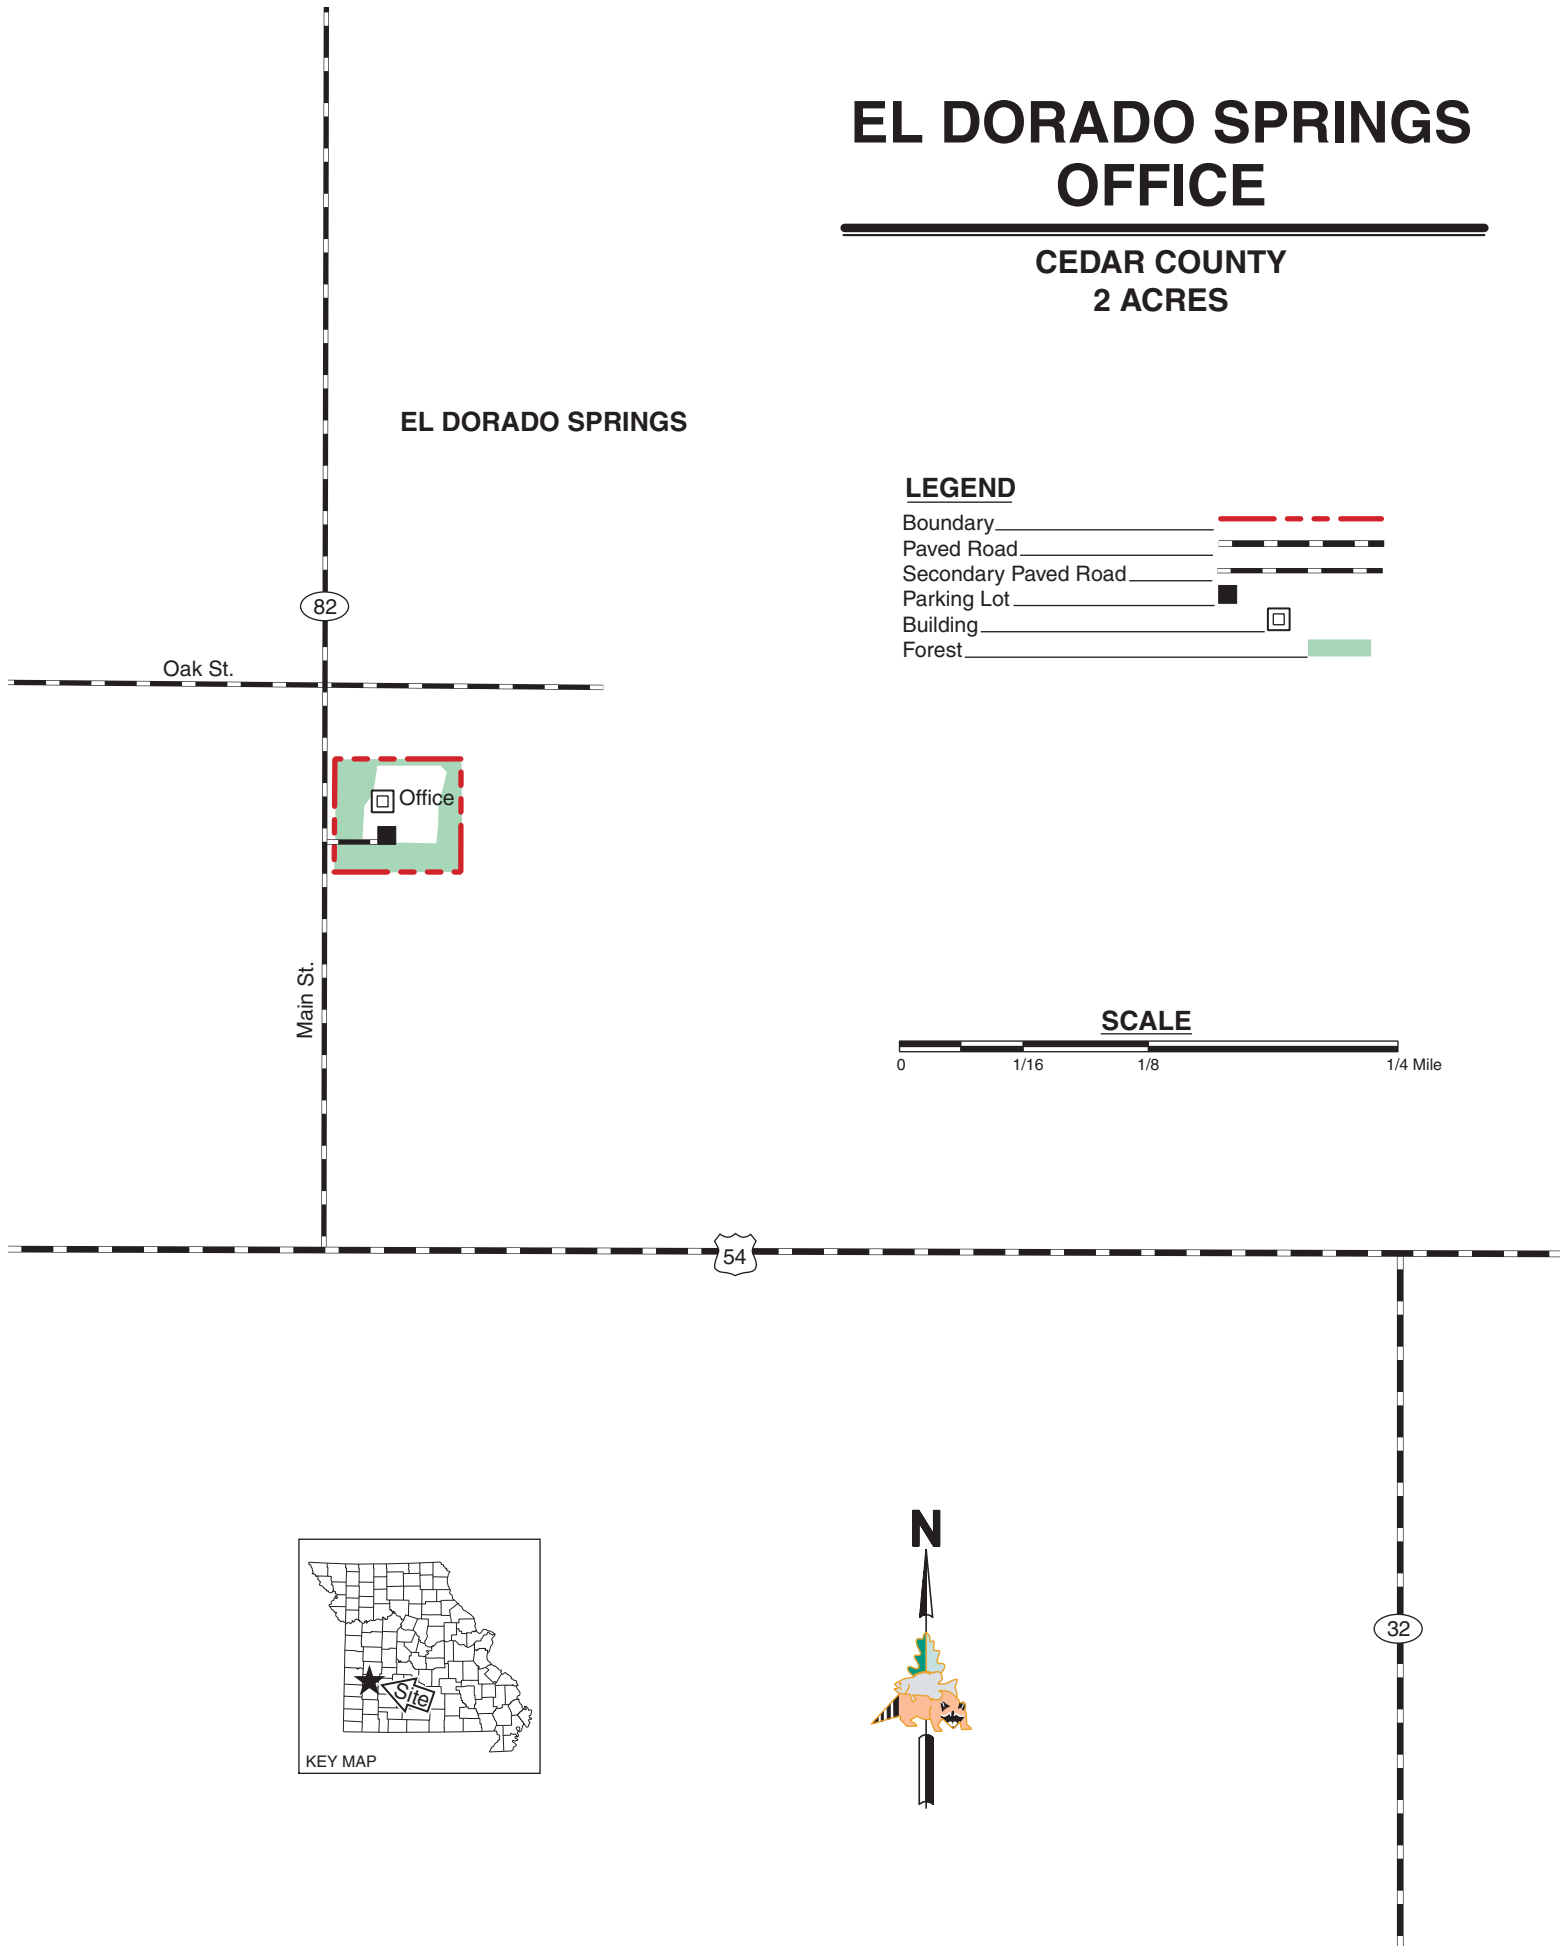 EL DORADO SPRINGS
OFFICE
CEDAR COUNTY
2 ACRES
EL DORADO SPRINGS
LEGEND
Boundary
Paved Road
Secondary Paved Road
Parking Lot
Building
Forest
82
Oak St.
Office
Main St.
SCALE
0 1/16 1/8 1/4 Mile
54
N
32
Site
KEY MAP